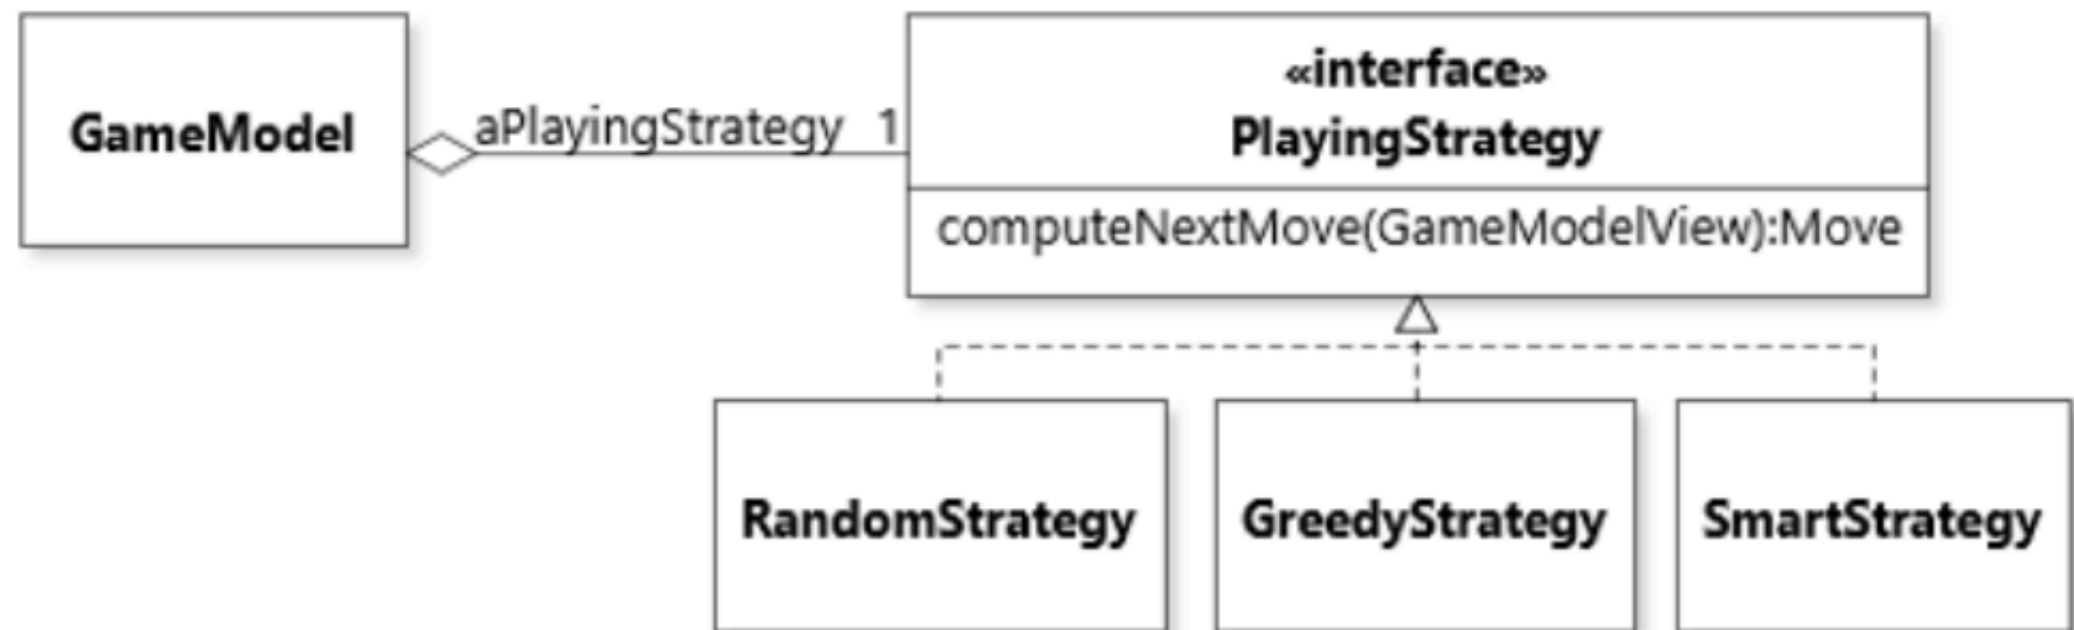 GameModel
aPlayingStrategy 1
«interface»
PlayingStrategy
computeNextMove(GameModelView):Move
RandomStrategy
GreedyStrategy
SmartStrategy